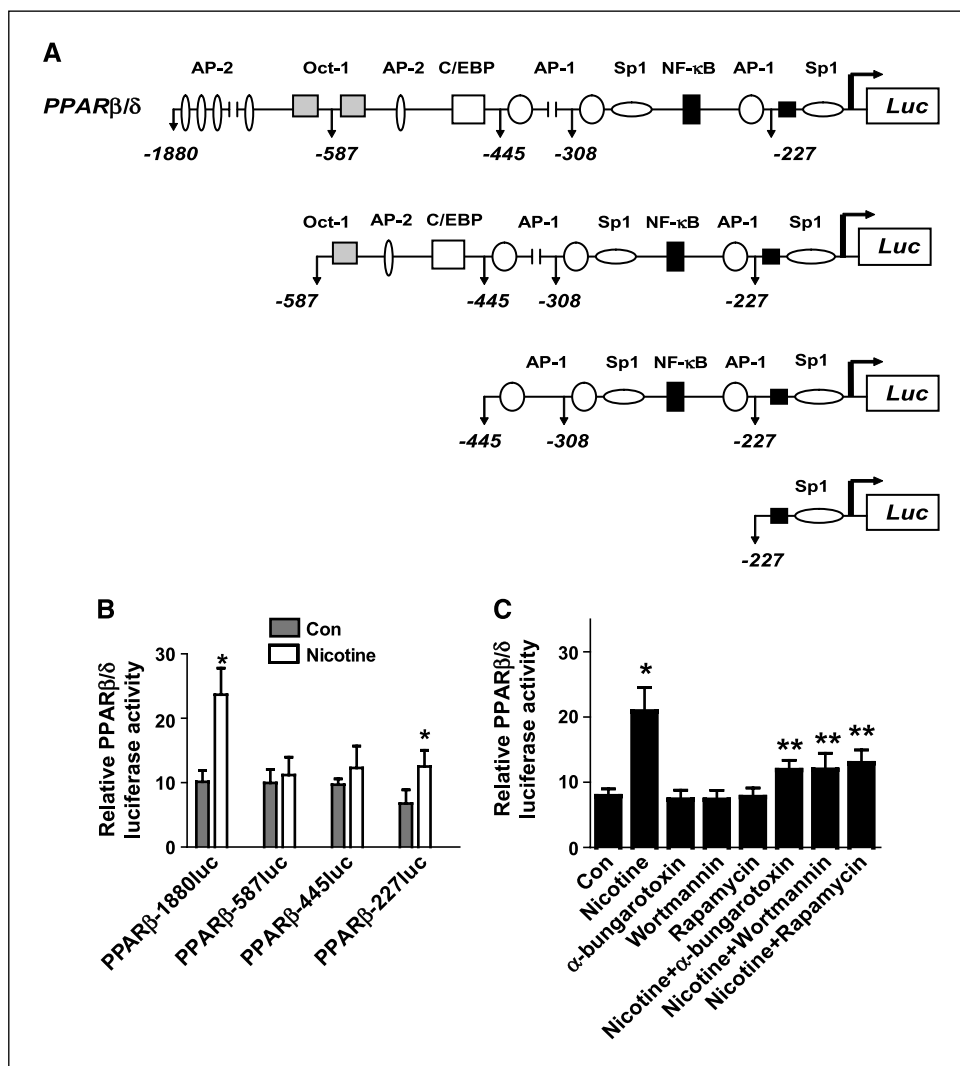 A
AP-2 Oct-1 AP-2 C/EBP AP-1 Sp1 NF-κB AP-1 Sp1
PPARβ/δ Luc
-1880 -587 -445 -308 -227
Oct-1 AP-2 C/EBP AP-1 Sp1 NF-κB AP-1 Sp1
Luc
-587 -445 -308 -227
AP-1 Sp1 NF-κB AP-1 Sp1
Luc
-445 -308 -227
Sp1
Luc
-227
B
Con
Nicotine
Relative PPARβ/δ
luciferase activity
30
20
10
0
*
*
PPARβ-1880luc
PPARβ-587luc
PPARβ-445luc
PPARβ-227luc
C
Relative PPARβ/δ
luciferase activity
30
20
10
0
*
**
**
**
Con
Nicotine
α-bungarotoxin
Wortmannin
Rapamycin
Nicotine+α-bungarotoxin
Nicotine+Wortmannin
Nicotine+Rapamycin